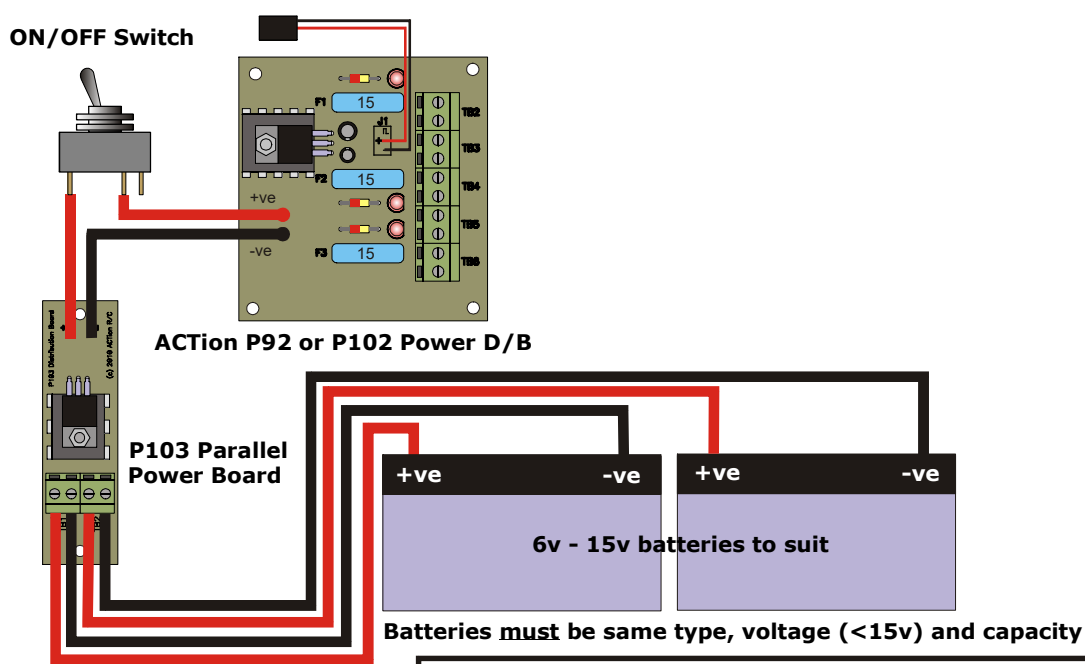 ON/OFF Switch
F1
15
J1
+
TB2
TB3
F2
15
TB4
+ve
TB5
-ve
F3
15
TB6
ACTion P92 or P102 Power D/B
P103 Distribution Board
+
-
(c) 2010 ACTion R/C
P103 Parallel
Power Board
TB1
TB2
+ve
-ve
+ve
-ve
6v - 15v batteries to suit
Batteries must be same type, voltage (<15v) and capacity